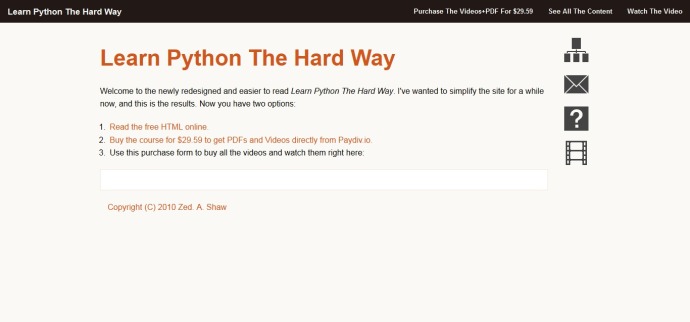 Learn Python The Hard Way
Purchase The Videos+PDF For $29.59
See All The Content
Watch The Video
Learn Python The Hard Way
Welcome to the newly redesigned and easier to read Learn Python The Hard Way. I've wanted to simplify the site for a while
now, and this is the results. Now you have two options:
1. Read the free HTML online.
2. Buy the course for $29.59 to get PDFs and Videos directly from Paydiv.io.
3. Use this purchase form to buy all the videos and watch them right here:
?
Copyright (C) 2010 Zed. A. Shaw